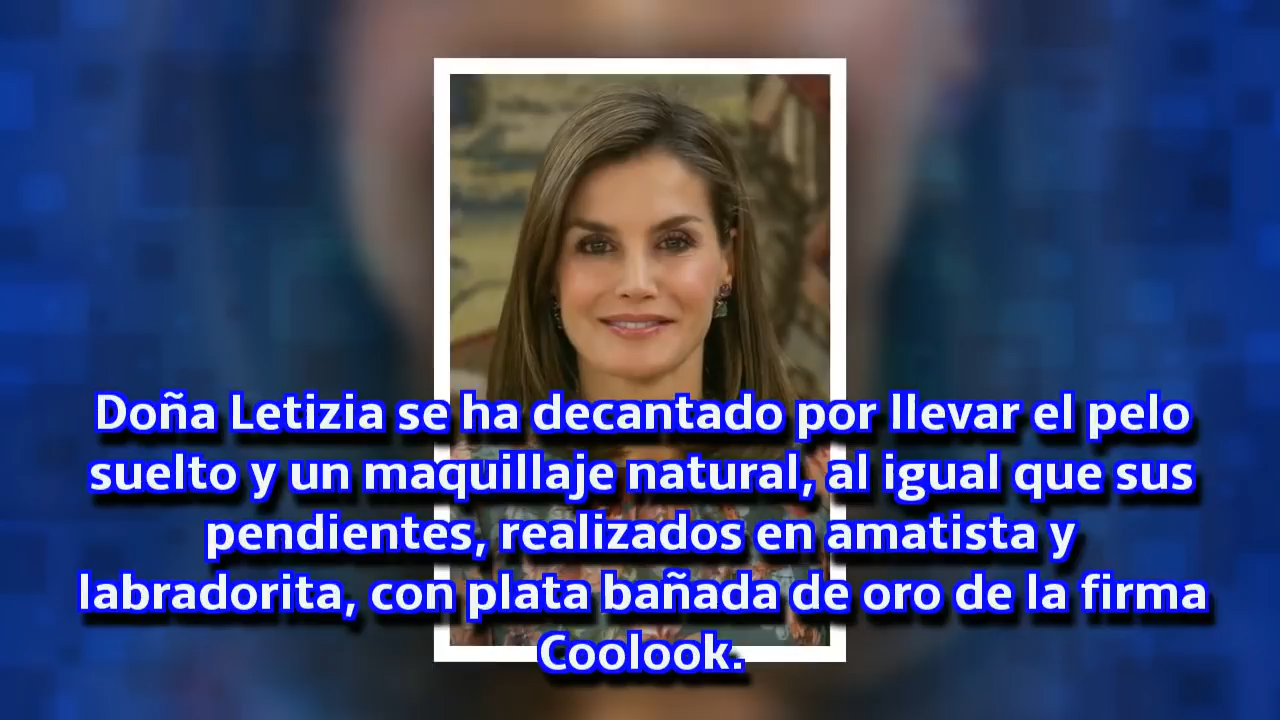 Doña Letizia se ha decantado por llevar el pelo
suelto y un maquillaje natural, al igual que sus
pendientes, realizados en amatista y
labradorita, con plata bañada de oro de la firma
Coolook.